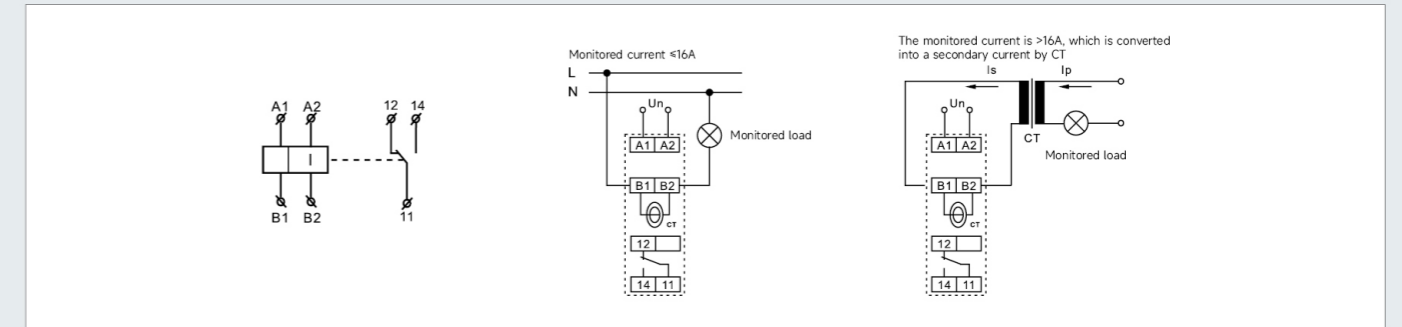 A1 A2 12 14
I
B1 B2 11
Monitored current ≤16A
L
N
Un
Monitored load
A1 A2
B1 B2
CT
12
14 11
The monitored current is >16A, which is converted
into a secondary current by CT
Is Ip
Un
CT
A1 A2
Monitored load
B1 B2
CT
12
14 11